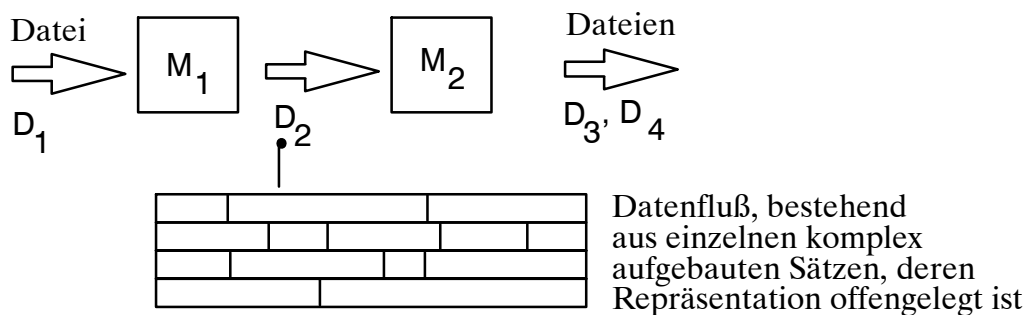 Datei
Dateien
M1
M2
D1
D2
D3, D4
Datenfluß, bestehend
aus einzelnen komplex
aufgebauten Sätzen, deren
Repräsentation offengelegt ist